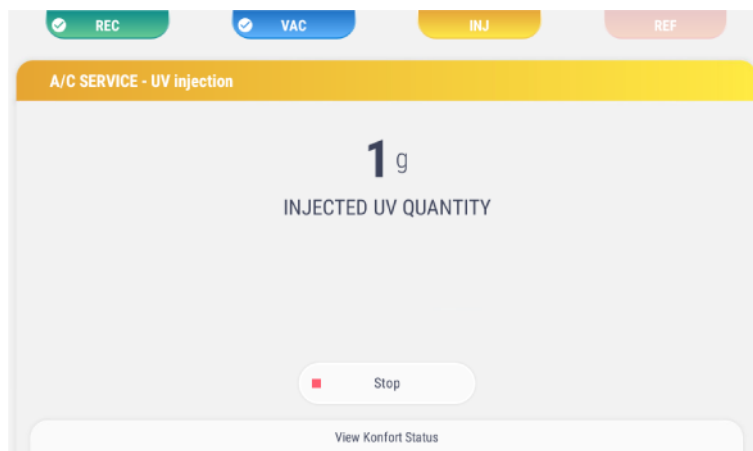 REC VAC INJ REF
A/C SERVICE - UV injection
1 g
INJECTED UV QUANTITY
Stop
View Konfort Status